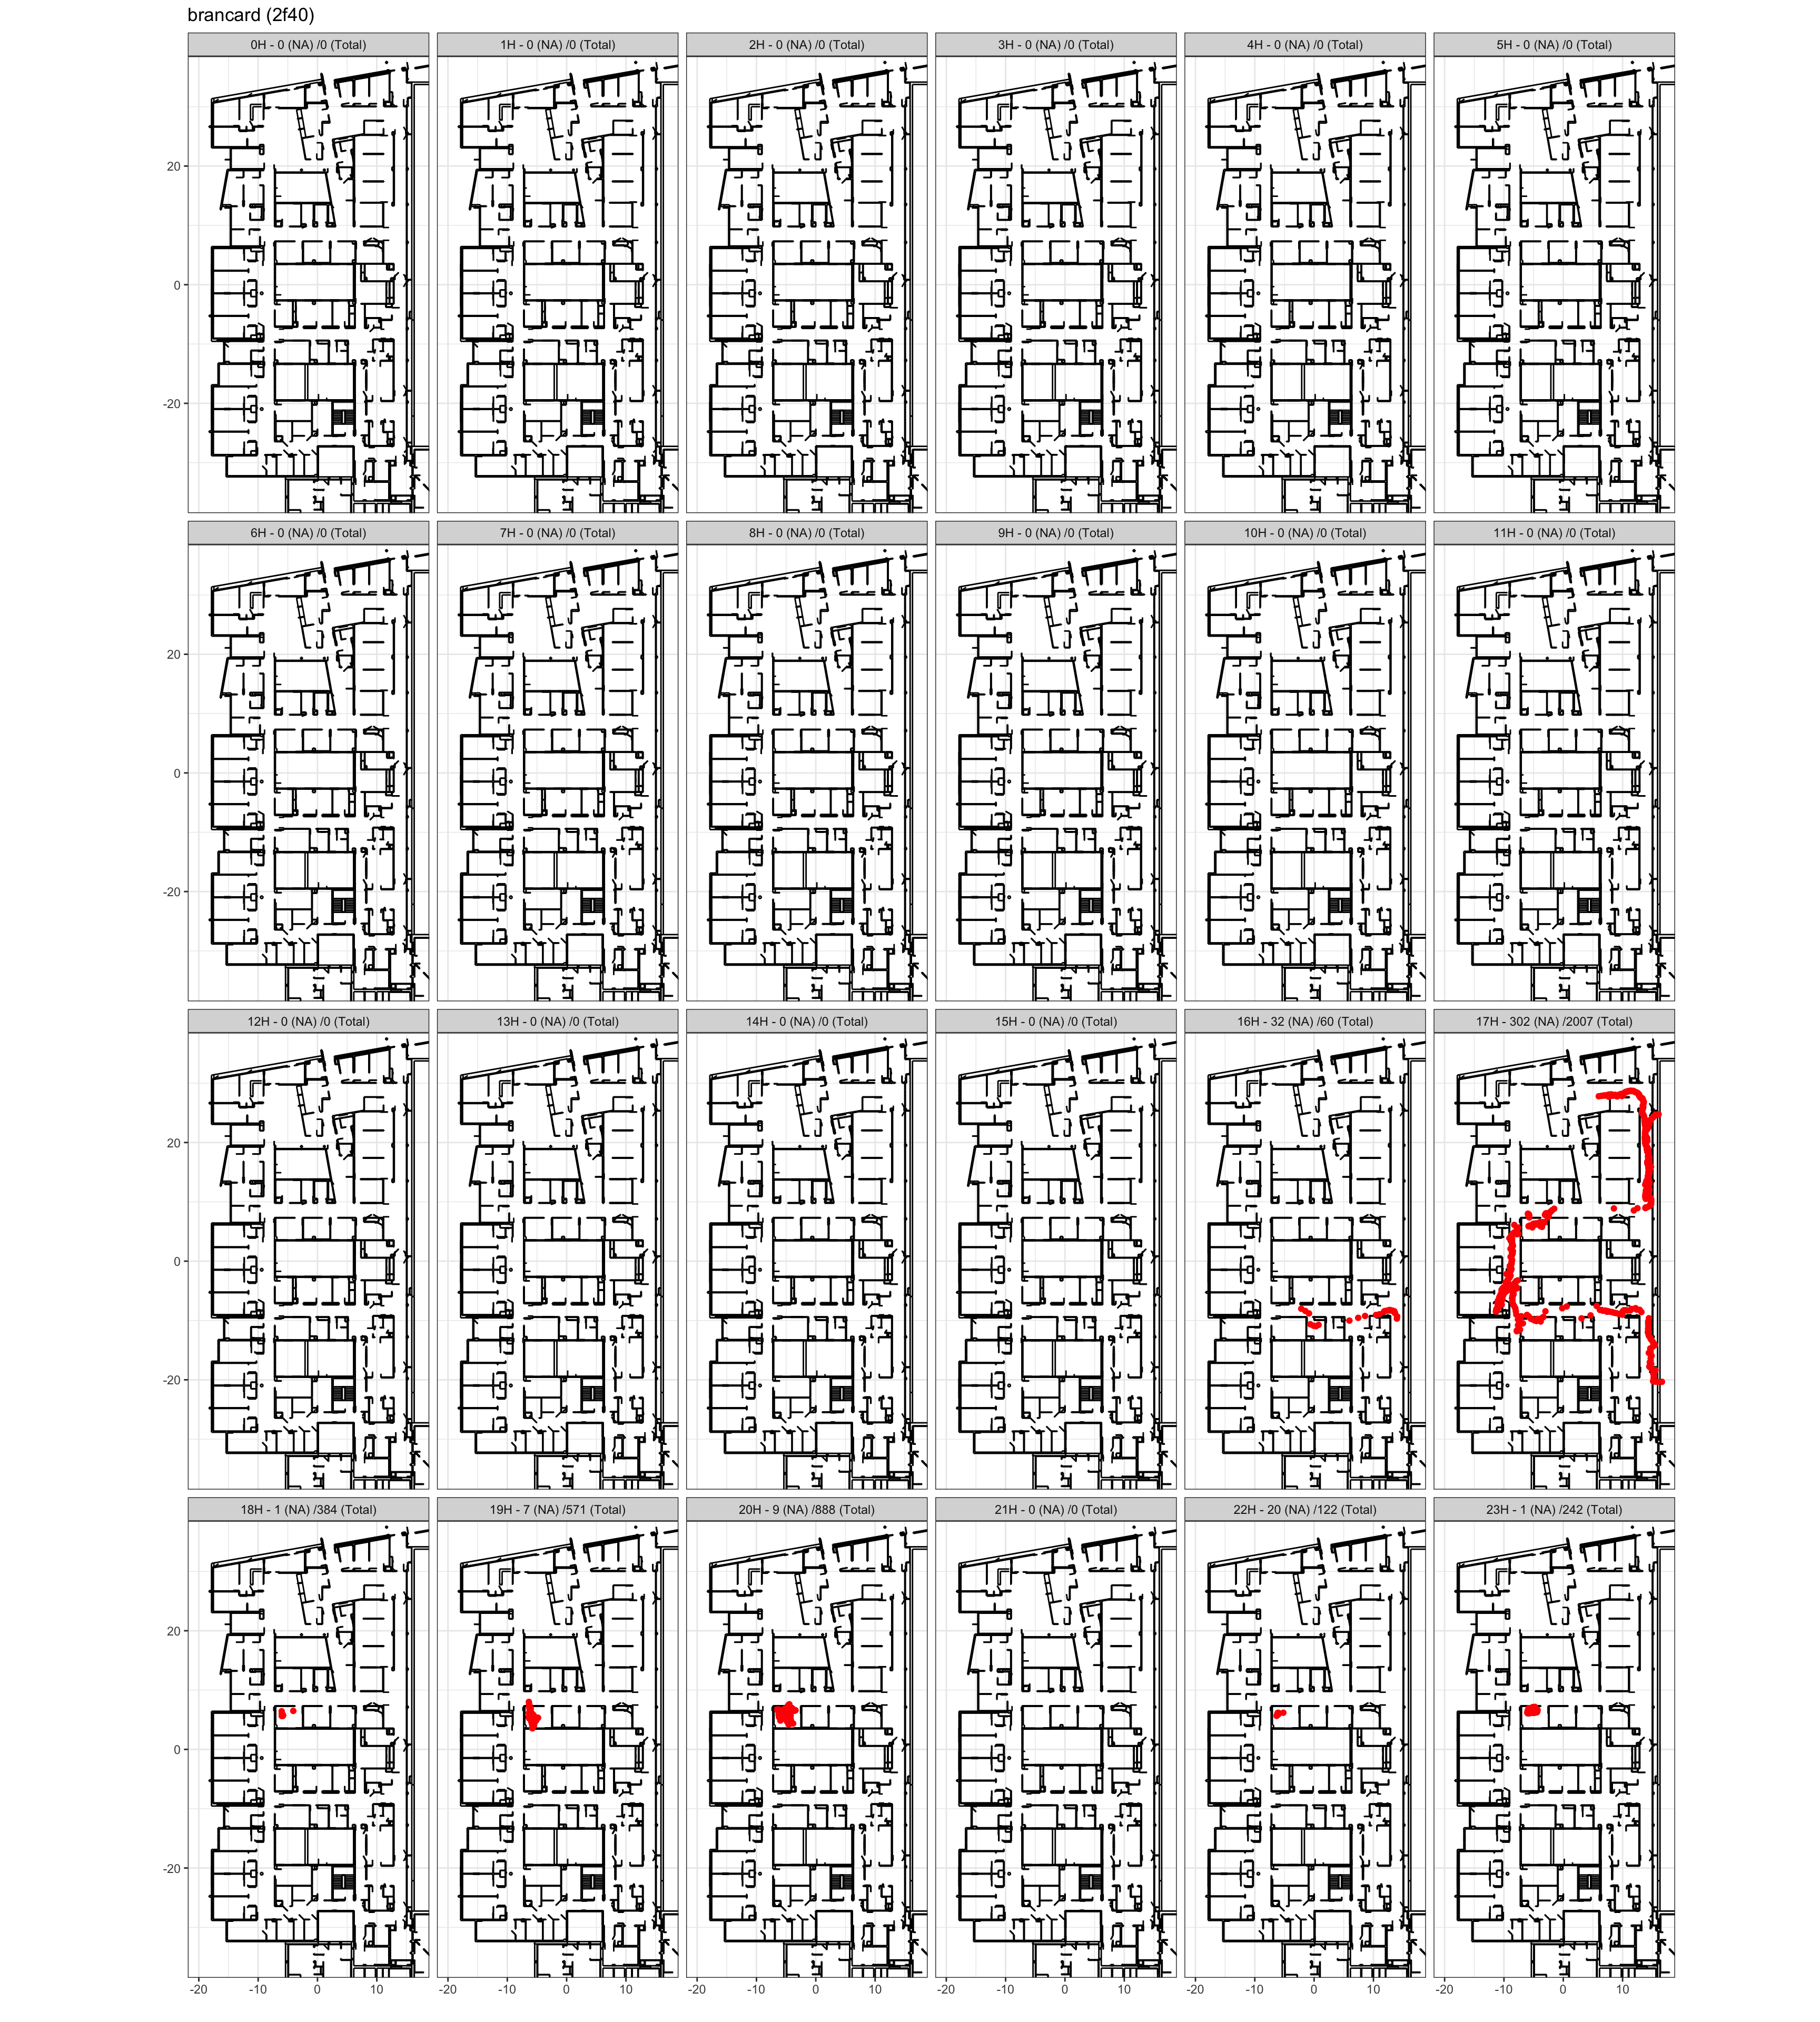 brancard (2f40)
0H - 0 (NA) /0 (Total) 1H - 0 (NA) /0 (Total) 2H - 0 (NA) /0 (Total) 3H - 0 (NA) /0 (Total) 4H - 0 (NA) /0 (Total) 5H - 0 (NA) /0 (Total)
20
0
-20
6H - 0 (NA) /0 (Total) 7H - 0 (NA) /0 (Total) 8H - 0 (NA) /0 (Total) 9H - 0 (NA) /0 (Total) 10H - 0 (NA) /0 (Total) 11H - 0 (NA) /0 (Total)
20
0
-20
12H - 0 (NA) /0 (Total) 13H - 0 (NA) /0 (Total) 14H - 0 (NA) /0 (Total) 15H - 0 (NA) /0 (Total) 16H - 32 (NA) /60 (Total) 17H - 302 (NA) /2007 (Total)
20
0
-20
18H - 1 (NA) /384 (Total) 19H - 7 (NA) /571 (Total) 20H - 9 (NA) /888 (Total) 21H - 0 (NA) /0 (Total) 22H - 20 (NA) /122 (Total) 23H - 1 (NA) /242 (Total)
20
0
-20
-20 -10 0 10 -20 -10 0 10 -20 -10 0 10 -20 -10 0 10 -20 -10 0 10 -20 -10 0 10